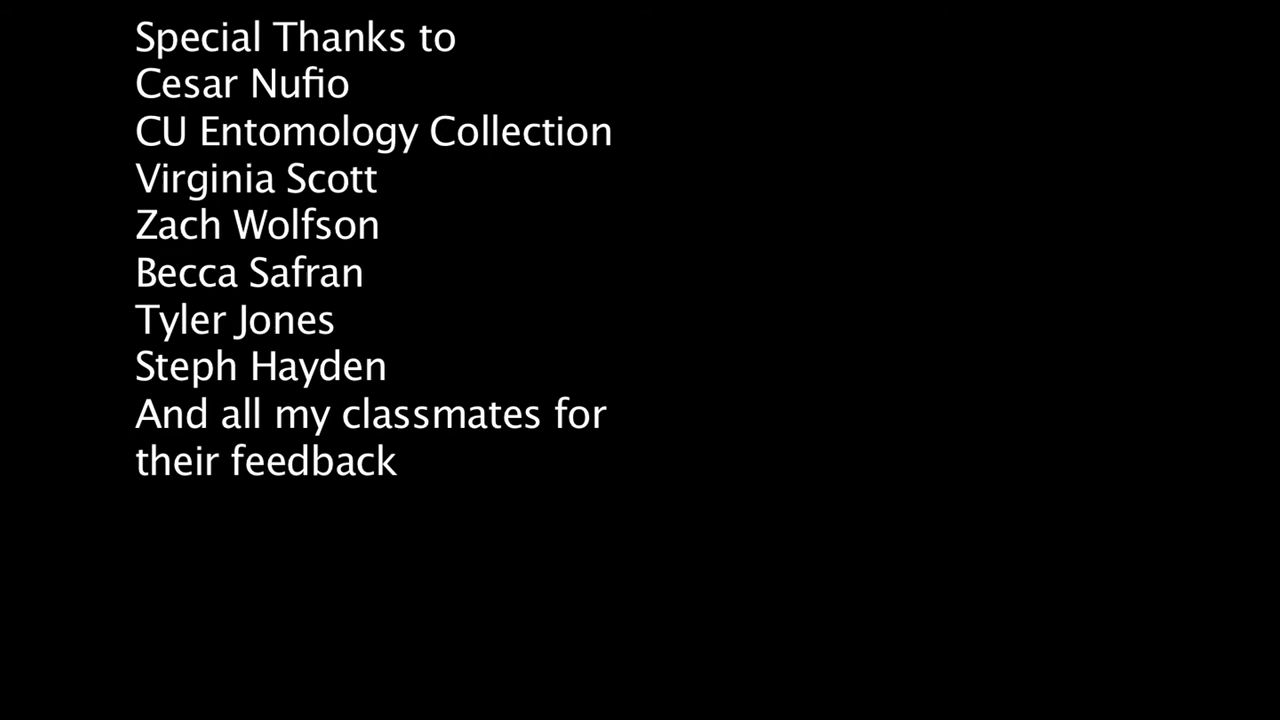 Special Thanks to
Cesar Nufio
CU Entomology Collection
Virginia Scott
Zach Wolfson
Becca Safran
Tyler Jones
Steph Hayden
And all my classmates for
their feedback